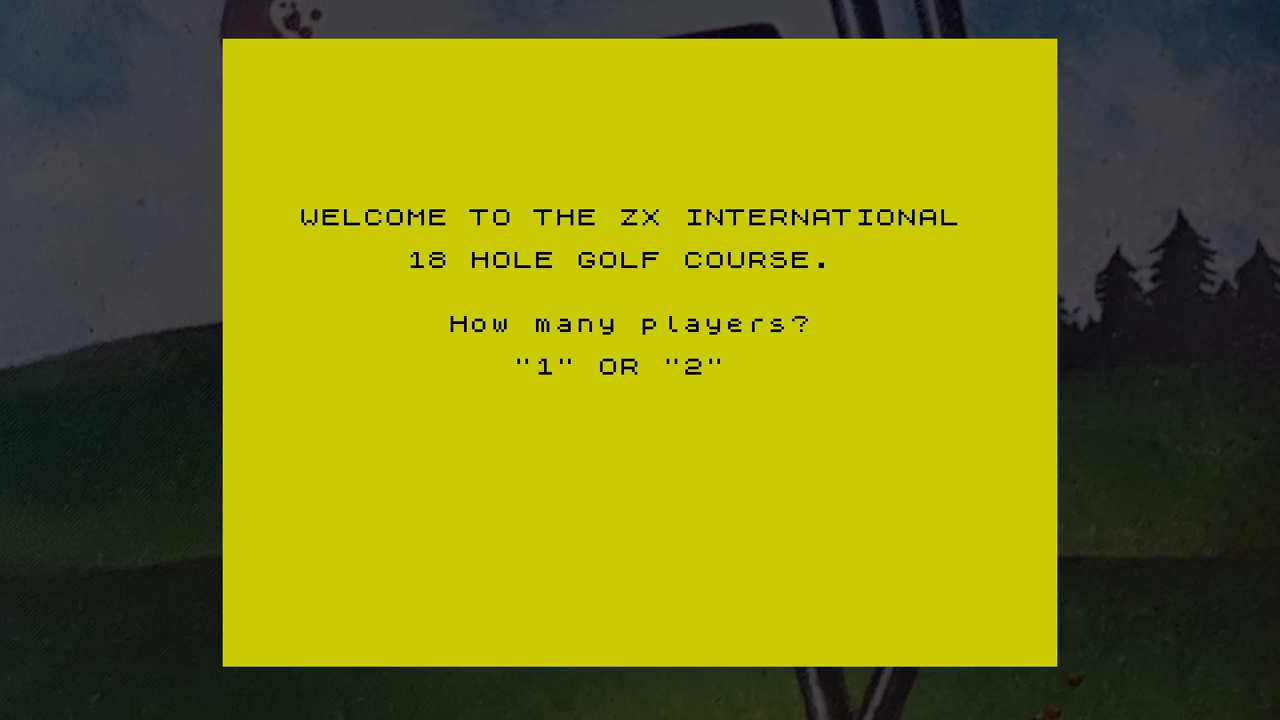 WELCOME TO THE ZX INTERNATIONAL
18 HOLE GOLF COURSE.
How many players?
"1" OR "2"